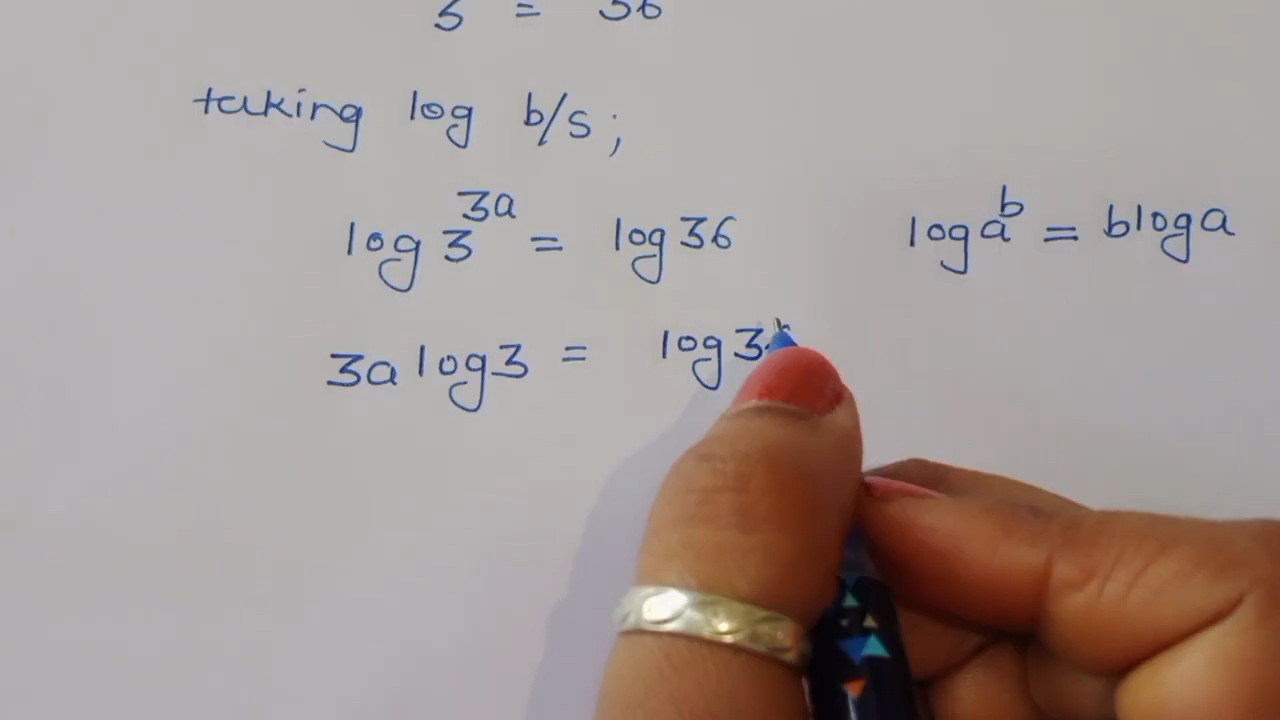 3 = 36
taking log b/s;
log 3^3a = log 36 log a^b = b log a
3a log 3 = log 3